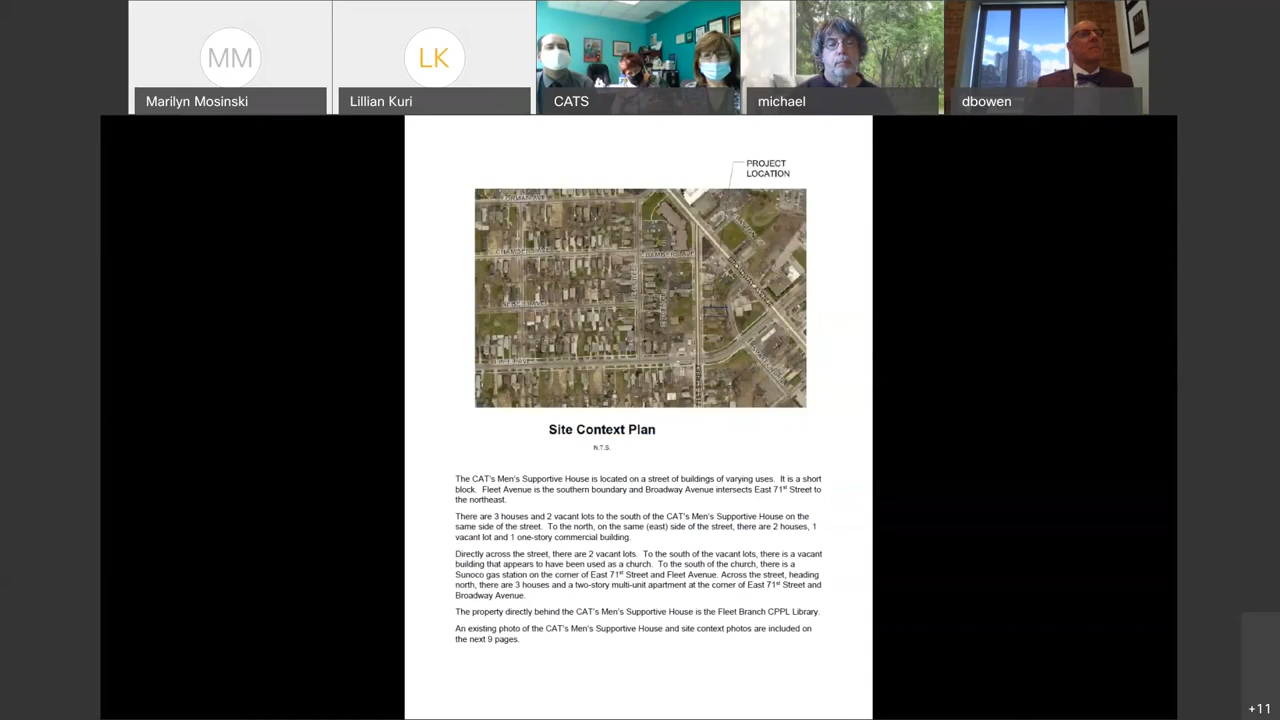 MM
LK
Marilyn Mosinski
Lillian Kuri
CATS
michael
dbowen
PROJECT
LOCATION
BROADWAY AVE
Site Context Plan
N.T.S.
The CAT's Men's Supportive House is located on a street of buildings of varying uses. It is a short
block. Fleet Avenue is the southern boundary and Broadway Avenue intersects East 71st Street to
the northeast.
There are 3 houses and 2 vacant lots to the south of the CAT's Men's Supportive House on the
same side of the street. To the north, on the same (east) side of the street, there are 2 houses, 1
vacant lot and 1 one-story commercial building.
Directly across the street, there are 2 vacant lots. To the south of the vacant lots, there is a vacant
building that appears to have been used as a church. To the south of the church, there is a
Sunoco gas station on the corner of East 71st Street and Fleet Avenue. Across the street, heading
north, there are 3 houses and a two-story multi-unit apartment at the corner of East 71st Street and
Broadway Avenue.
The property directly behind the CAT's Men's Supportive House is the Fleet Branch CPPL Library.
An existing photo of the CAT's Men's Supportive House and site context photos are included on
the next 9 pages.
+11